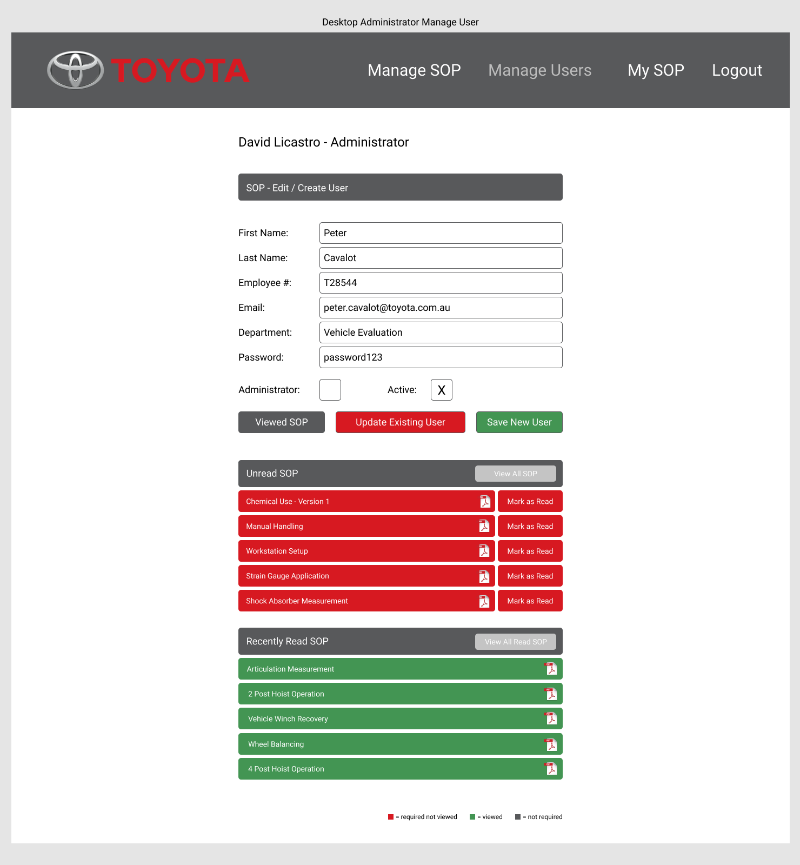 Desktop Administrator Manage User
TOYOTA Manage SOP Manage Users My SOP Logout
David Licastro - Administrator
SOP - Edit / Create User
First Name: Peter
Last Name: Cavalot
Employee #: T28544
Email: peter.cavalot@toyota.com.au
Department: Vehicle Evaluation
Password: password123
Administrator: Active: X
Viewed SOP Update Existing User Save New User
Unread SOP View All SOP
Chemical Use - Version 1 Mark as Read
Manual Handling Mark as Read
Workstation Setup Mark as Read
Strain Gauge Application Mark as Read
Shock Absorber Measurement Mark as Read
Recently Read SOP View All Read SOP
Articulation Measurement
2 Post Hoist Operation
Vehicle Winch Recovery
Wheel Balancing
4 Post Hoist Operation
= required not viewed = viewed = not required